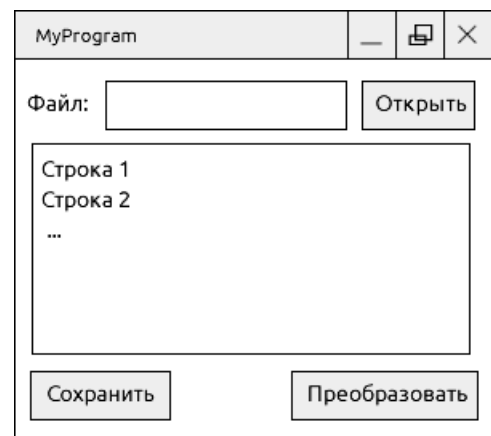 MyProgram
Файл:
Открыть
Строка 1
Строка 2
...
Сохранить
Преобразовать